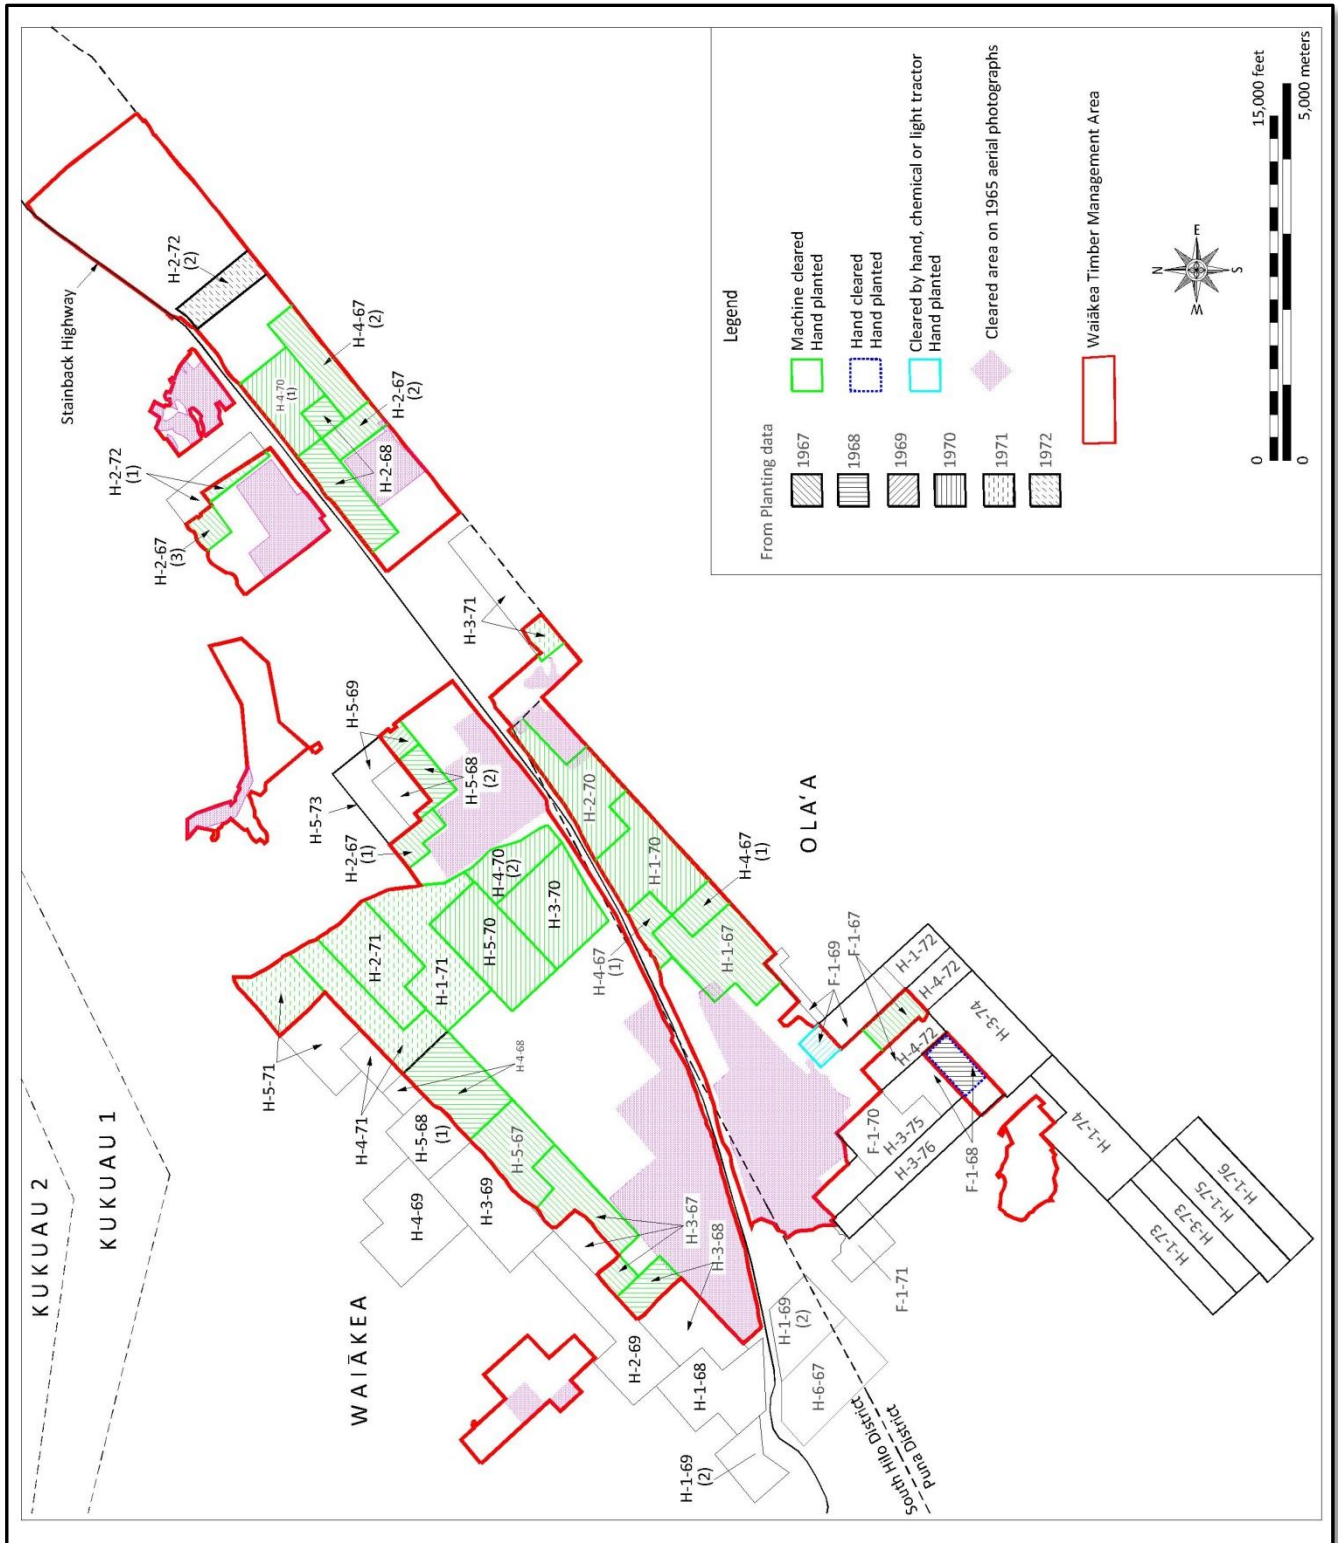 KUKUAU 2
KUKUAU 1
WAIĀKEA
OLA'A
Stainback Highway
H-2-72
(2)
H-4-67
(2)
H-4-70
(1)
H-2-67
(2)
H-2-68
H-2-72
(1)
H-2-67
(3)
H-3-71
H-5-69
H-5-68
(2)
H-5-73
H-2-67
(1)
H-4-70
(2)
H-3-70
H-5-70
H-2-71
H-1-71
H-5-71
H-4-71
H-4-68
H-5-68
(1)
H-5-67
H-4-69
H-3-69
H-3-67
H-3-68
H-2-69
H-1-68
H-1-69
(2)
H-1-69
(2)
H-6-67
South Hilo District
Puna District
H-2-70
H-1-70
H-4-67
(1)
H-4-67
(1)
H-1-67
F-1-69
F-1-67
H-1-72
H-4-72
H-3-74
H-4-72
F-1-70
H-3-75
H-3-76
F-1-68
F-1-71
H-1-74
H-1-76
H-1-75
H-3-73
H-1-73
Legend
From Planting data
1967
1968
1969
1970
1971
1972
Machine cleared
Hand planted
Hand cleared
Hand planted
Cleared by hand, chemical or light tractor
Hand planted
Cleared area on 1965 aerial photographs
Waiākea Timber Management Area
N
E
S
W
0
15,000 feet
0
5,000 meters